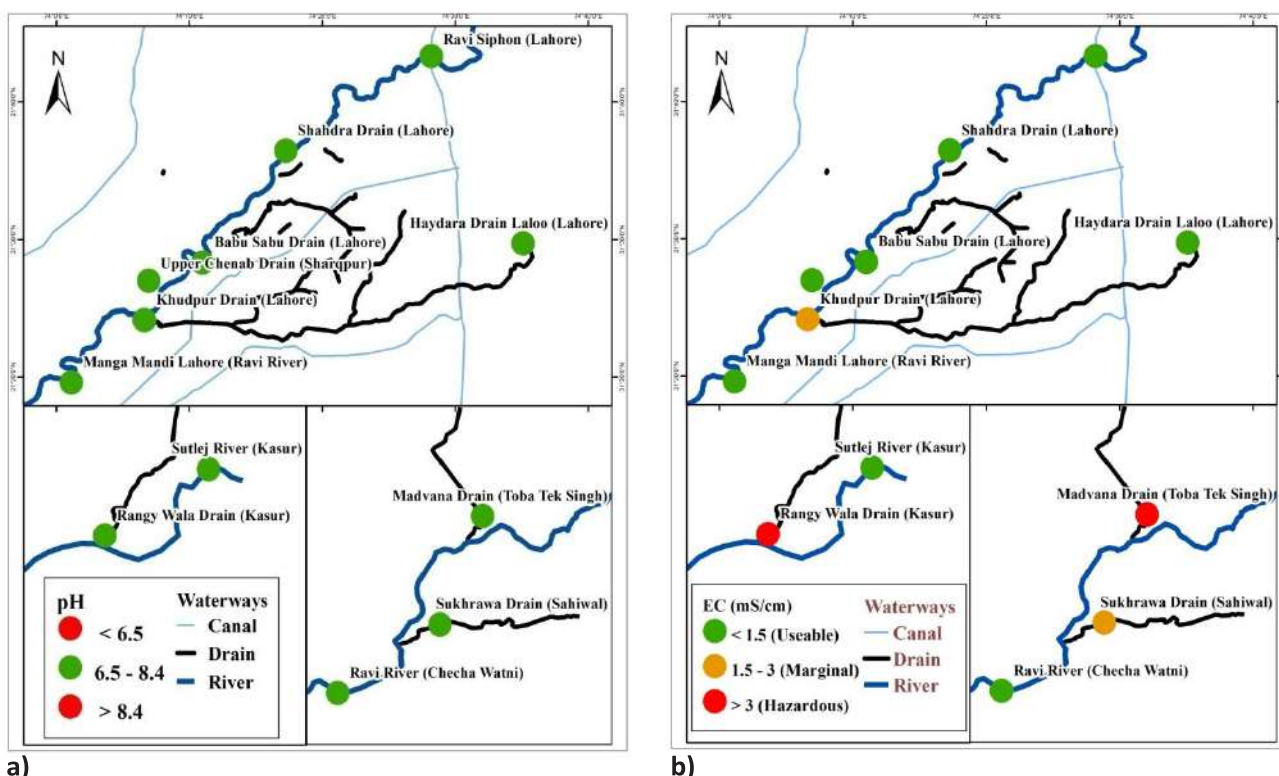 N
Ravi Siphon (Lahore)
Shahdra Drain (Lahore)
Haydara Drain Laloo (Lahore)
Babu Sabu Drain (Lahore)
Upper Chenab Drain (Sharqpur)
Khudpur Drain (Lahore)
Manga Mandi Lahore (Ravi River)
Sutlej River (Kasur)
Rangy Wala Drain (Kasur)
Madvana Drain (Toba Tek Singh)
Sukhrawa Drain (Sahiwal)
Ravi River (Checha Watni)
pH
< 6.5
6.5 - 8.4
> 8.4
Waterways
Canal
Drain
River
a)
N
Shahdra Drain (Lahore)
Haydara Drain Laloo (Lahore)
Babu Sabu Drain (Lahore)
Khudpur Drain (Lahore)
Manga Mandi Lahore (Ravi River)
Sutlej River (Kasur)
Rangy Wala Drain (Kasur)
Madvana Drain (Toba Tek Singh)
Sukhrawa Drain (Sahiwal)
Ravi River (Checha Watni)
EC (mS/cm)
< 1.5 (Useable)
1.5 - 3 (Marginal)
> 3 (Hazardous)
Waterways
Canal
Drain
River
b)